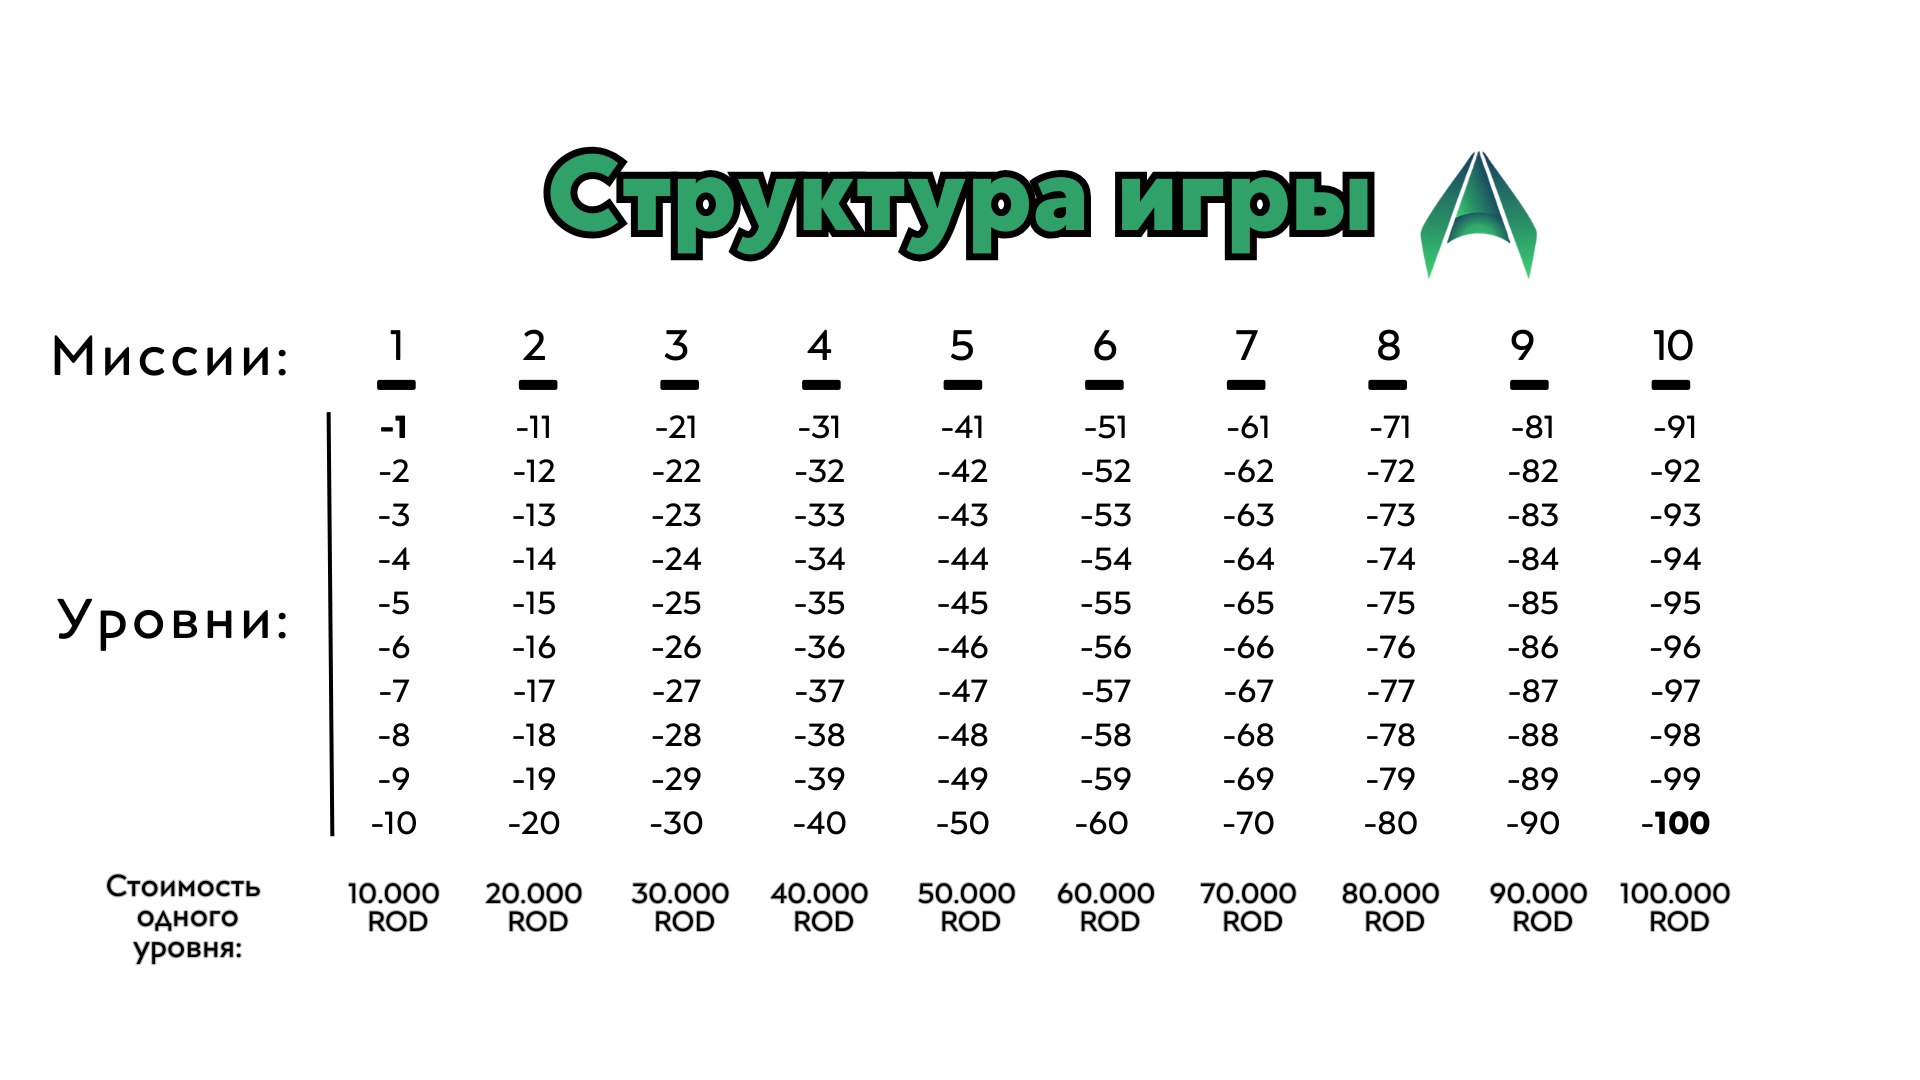 Структура игры
Миссии: 1 2 3 4 5 6 7 8 9 10
-1 -11 -21 -31 -41 -51 -61 -71 -81 -91
-2 -12 -22 -32 -42 -52 -62 -72 -82 -92
-3 -13 -23 -33 -43 -53 -63 -73 -83 -93
-4 -14 -24 -34 -44 -54 -64 -74 -84 -94
Уровни: -5 -15 -25 -35 -45 -55 -65 -75 -85 -95
-6 -16 -26 -36 -46 -56 -66 -76 -86 -96
-7 -17 -27 -37 -47 -57 -67 -77 -87 -97
-8 -18 -28 -38 -48 -58 -68 -78 -88 -98
-9 -19 -29 -39 -49 -59 -69 -79 -89 -99
-10 -20 -30 -40 -50 -60 -70 -80 -90 -100
Стоимость 10.000 20.000 30.000 40.000 50.000 60.000 70.000 80.000 90.000 100.000
одного ROD ROD ROD ROD ROD ROD ROD ROD ROD ROD
уровня: